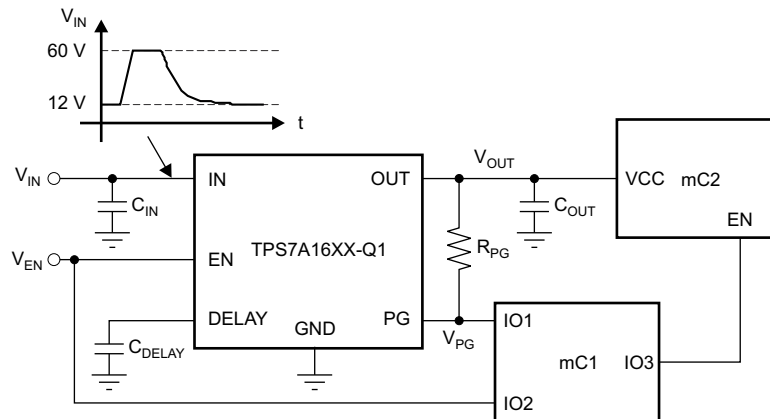 V_IN
60 V
12 V
t
V_IN
IN
OUT
V_OUT
VCC
mC2
C_IN
C_OUT
EN
V_EN
EN
TPS7A16XX-Q1
R_PG
DELAY
GND
PG
V_PG
IO1
C_DELAY
mC1
IO3
IO2